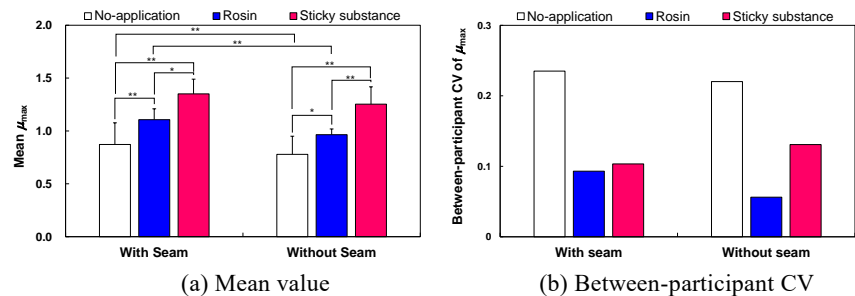 No-application Rosin Sticky substance
**
**
** **
* **
** *
2.0
1.5
1.0
0.5
0.0
Mean μmax
With Seam Without Seam
(a) Mean value
No-application Rosin Sticky substance
0.3
0.2
0.1
0
Between-participant CV of μmax
With seam Without seam
(b) Between-participant CV